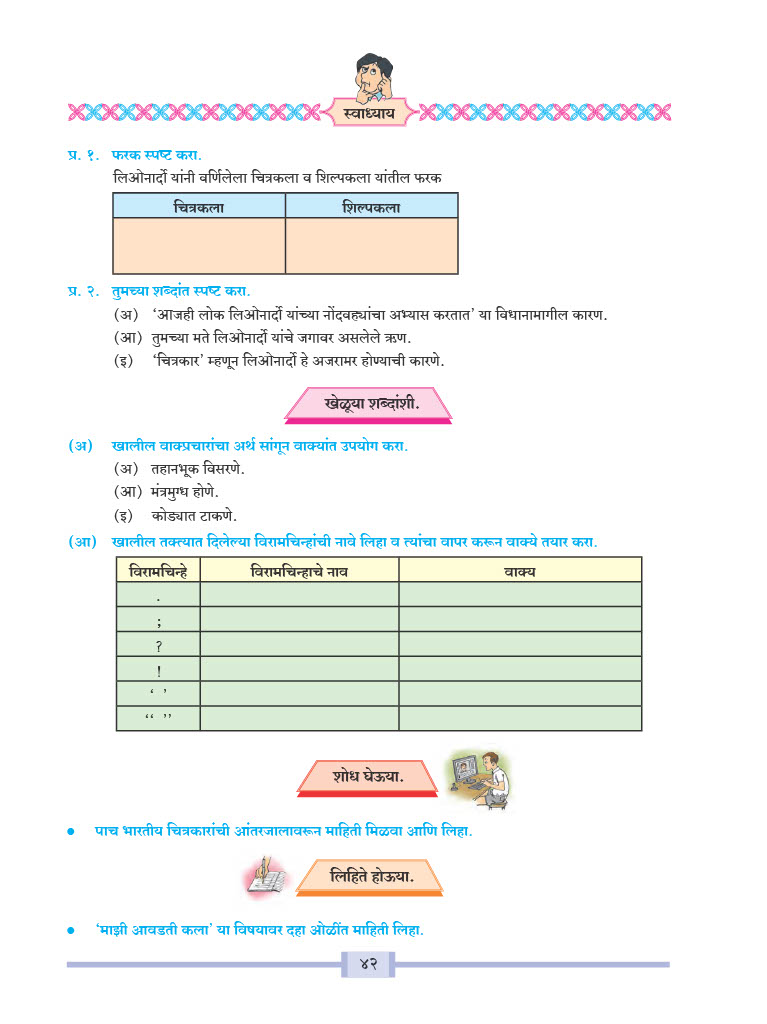 स्वाध्याय
प्र. १. फरक स्पष्ट करा.
लिओनार्दो यांनी वर्णिलेला चित्रकला व शिल्पकला यांतील फरक
चित्रकला शिल्पकला
प्र. २. तुमच्या शब्दांत स्पष्ट करा.
(अ) ‘आजही लोक लिओनार्दो यांच्या नोंदवह्यांचा अभ्यास करतात’ या विधानामागील कारण.
(आ) तुमच्या मते लिओनार्दो यांचे जगावर असलेले ऋण.
(इ) ‘चित्रकार’ म्हणून लिओनार्दो हे अजरामर होण्याची कारणे.
खेळूया शब्दांशी.
(अ) खालील वाक्प्रचारांचा अर्थ सांगून वाक्यांत उपयोग करा.
(अ) तहानभूक विसरणे.
(आ) मंत्रमुग्ध होणे.
(इ) कोड्यात टाकणे.
(आ) खालील तक्त्यात दिलेल्या विरामचिन्हांची नावे लिहा व त्यांचा वापर करून वाक्ये तयार करा.
विरामचिन्हे विरामचिन्हाचे नाव वाक्य
.
;
?
!
‘ ’
‘‘ ’’
शोध घेऊया.
• पाच भारतीय चित्रकारांची आंतरजालावरून माहिती मिळवा आणि लिहा.
लिहिते होऊया.
• ‘माझी आवडती कला’ या विषयावर दहा ओळींत माहिती लिहा.
४२